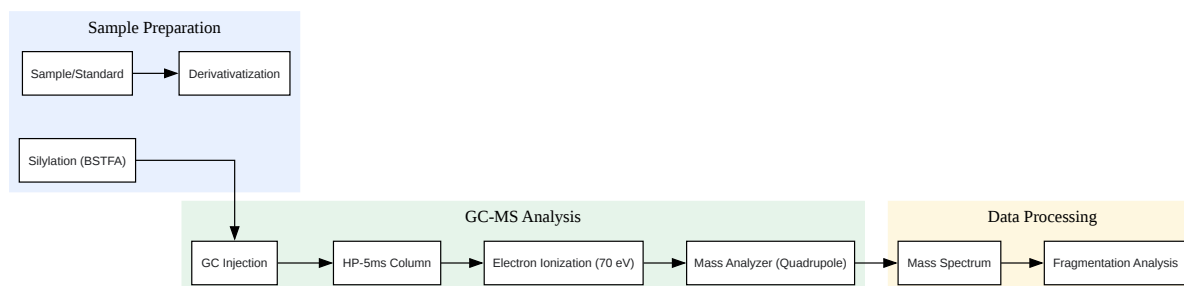 Sample Preparation
Sample/Standard
Derivativatization
Silylation (BSTFA)
GC-MS Analysis
GC Injection
HP-5ms Column
Electron Ionization (70 eV)
Mass Analyzer (Quadrupole)
Data Processing
Mass Spectrum
Fragmentation Analysis